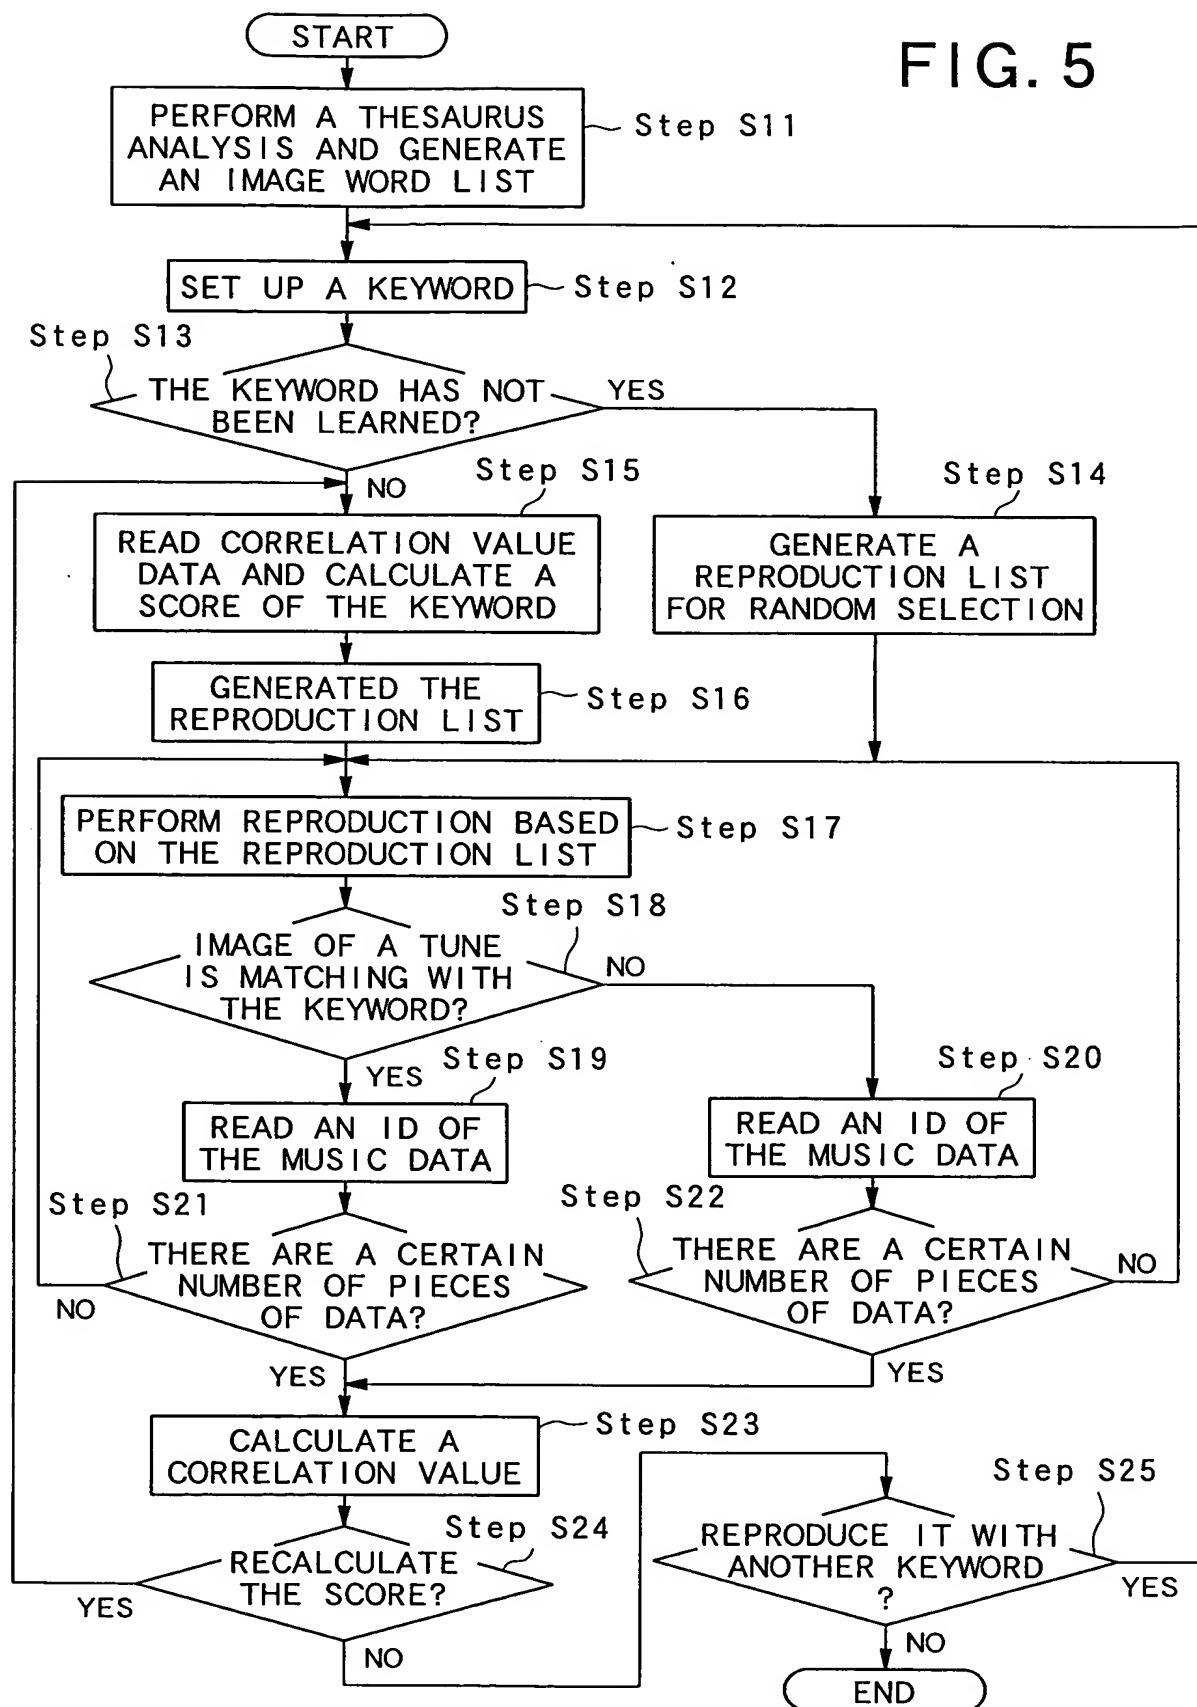 START
FIG. 5
PERFORM A THESAURUS
ANALYSIS AND GENERATE
AN IMAGE WORD LIST
Step S11
SET UP A KEYWORD
Step S12
Step S13
THE KEYWORD HAS NOT
BEEN LEARNED?
YES
NO
Step S15
READ CORRELATION VALUE
DATA AND CALCULATE A
SCORE OF THE KEYWORD
Step S14
GENERATE A
REPRODUCTION LIST
FOR RANDOM SELECTION
GENERATED THE
REPRODUCTION LIST
Step S16
PERFORM REPRODUCTION BASED
ON THE REPRODUCTION LIST
Step S17
Step S18
IMAGE OF A TUNE
IS MATCHING WITH
THE KEYWORD?
NO
YES
Step S19
READ AN ID OF
THE MUSIC DATA
Step S20
READ AN ID OF
THE MUSIC DATA
Step S21
THERE ARE A CERTAIN
NUMBER OF PIECES
OF DATA?
NO
YES
Step S22
THERE ARE A CERTAIN
NUMBER OF PIECES
OF DATA?
NO
YES
CALCULATE A
CORRELATION VALUE
Step S23
Step S24
RECALCULATE
THE SCORE?
YES
NO
Step S25
REPRODUCE IT WITH
ANOTHER KEYWORD
?
YES
NO
END